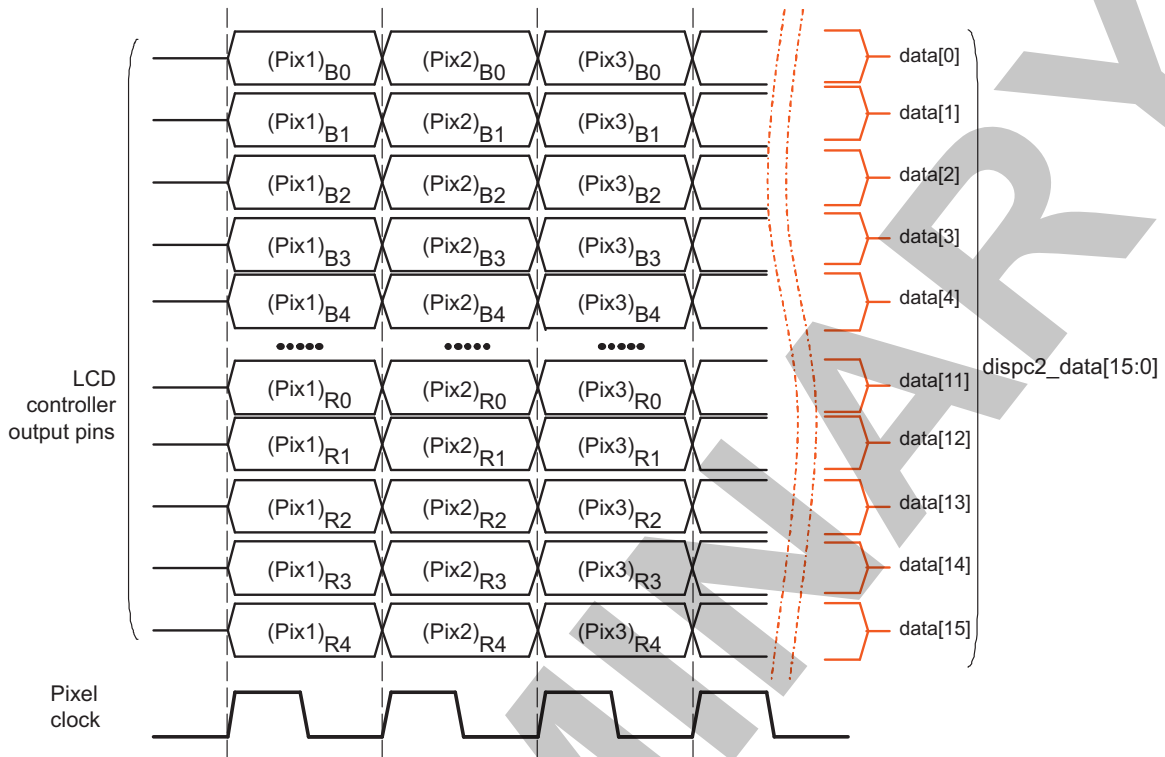 (Pix1)B0 (Pix2)B0 (Pix3)B0 data[0]
(Pix1)B1 (Pix2)B1 (Pix3)B1 data[1]
(Pix1)B2 (Pix2)B2 (Pix3)B2 data[2]
(Pix1)B3 (Pix2)B3 (Pix3)B3 data[3]
(Pix1)B4 (Pix2)B4 (Pix3)B4 data[4]
LCD
controller
output pins
(Pix1)R0 (Pix2)R0 (Pix3)R0 data[11]
dispc2_data[15:0]
(Pix1)R1 (Pix2)R1 (Pix3)R1 data[12]
(Pix1)R2 (Pix2)R2 (Pix3)R2 data[13]
(Pix1)R3 (Pix2)R3 (Pix3)R3 data[14]
(Pix1)R4 (Pix2)R4 (Pix3)R4 data[15]
Pixel
clock
MINARY